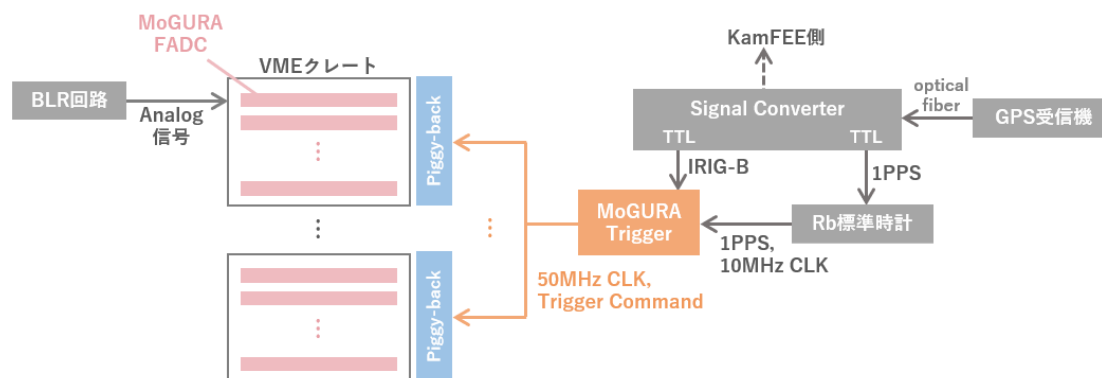 MoGURA
FADC
VMEクレート
BLR回路
Analog
信号
⋮
Piggy-back
⋮
⋮
Piggy-back
⋮
50MHz CLK,
Trigger Command
KamFEE側
Signal Converter
TTL
TTL
optical
fiber
GPS受信機
IRIG-B
1PPS
MoGURA
Trigger
Rb標準時計
1PPS,
10MHz CLK